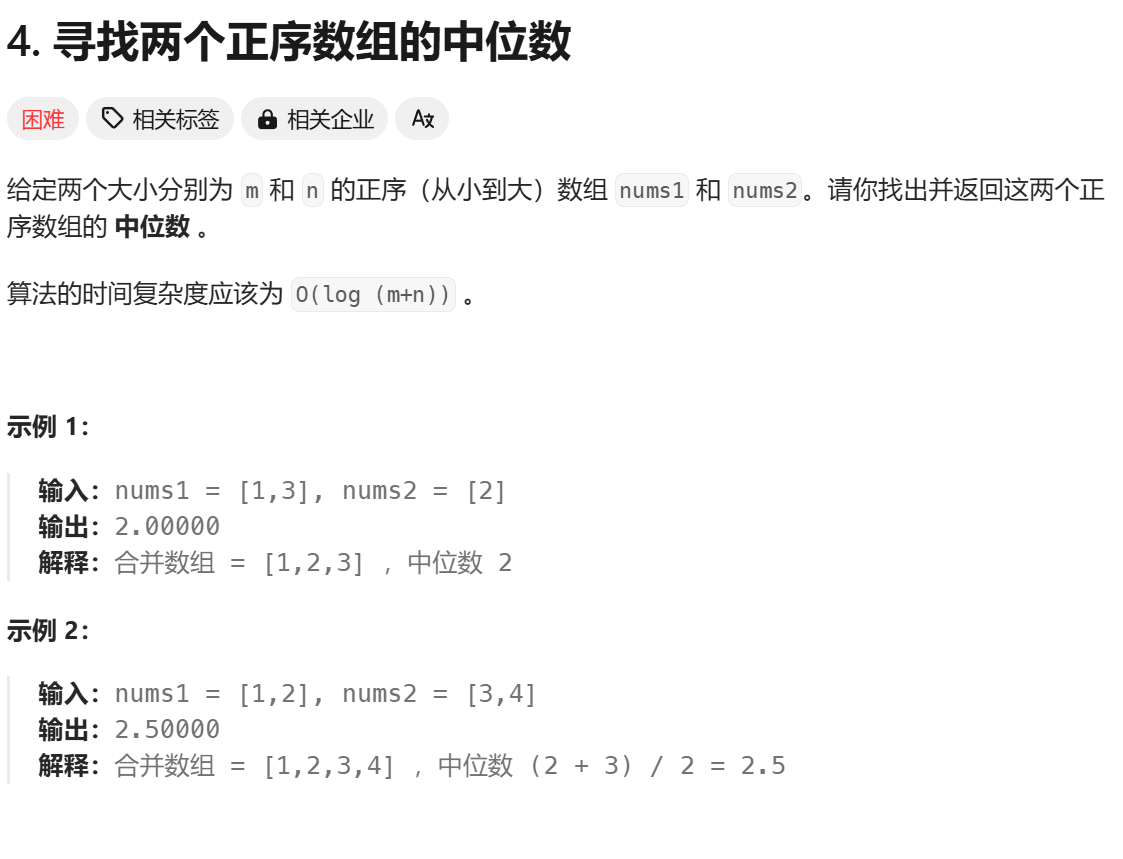 4. 寻找两个正序数组的中位数
困难 相关标签 相关企业 A文
给定两个大小分别为 m 和 n 的正序（从小到大）数组 nums1 和 nums2。请你找出并返回这两个正
序数组的 中位数 。
算法的时间复杂度应该为 O(log (m+n)) 。
示例 1：
输入：nums1 = [1,3], nums2 = [2]
输出：2.00000
解释：合并数组 = [1,2,3] ，中位数 2
示例 2：
输入：nums1 = [1,2], nums2 = [3,4]
输出：2.50000
解释：合并数组 = [1,2,3,4] ，中位数 (2 + 3) / 2 = 2.5